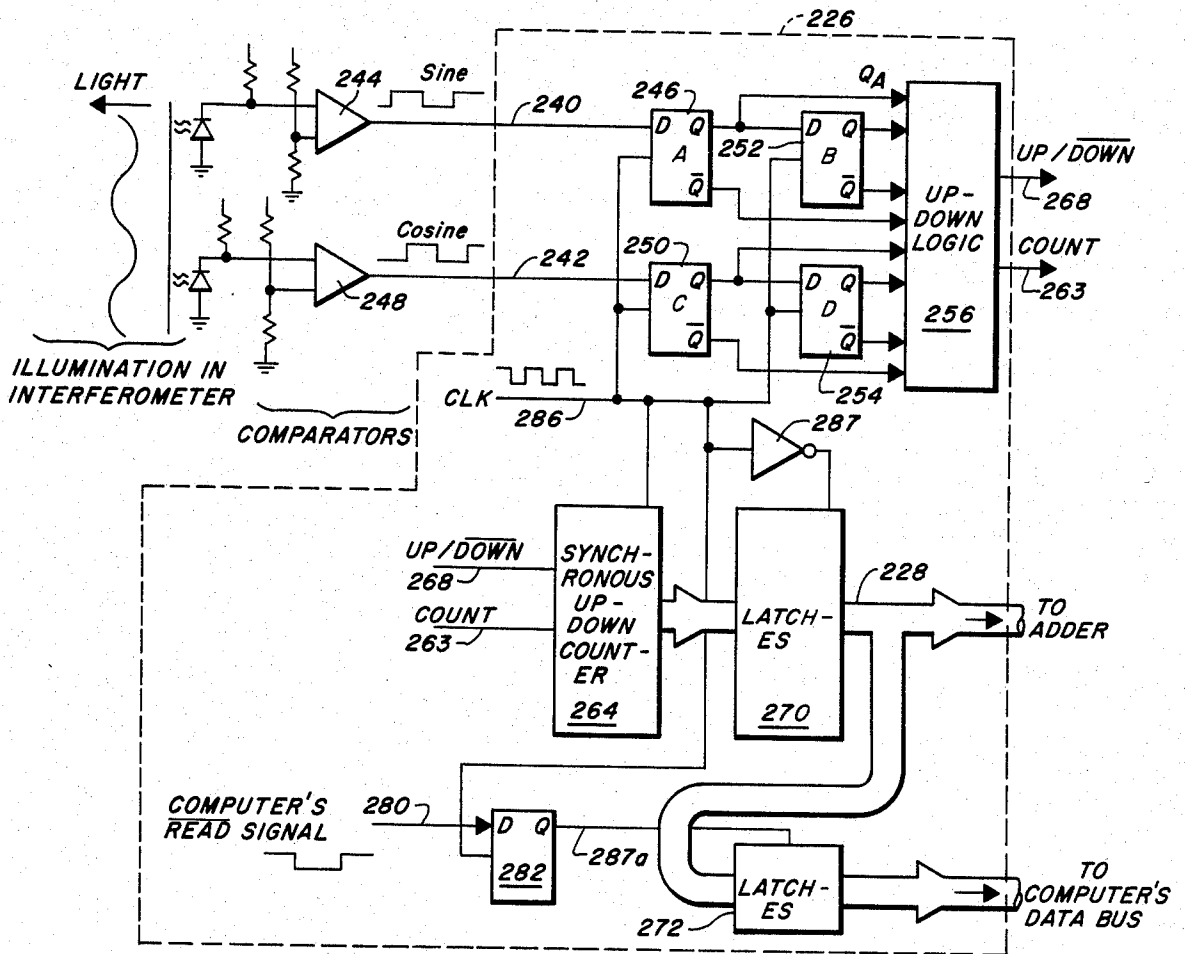 226
LIGHT
244
Sine
240
246
Q_A
D Q
A
Q̅
252
D Q
B
Q̅
UP/D̅O̅W̅N̅
268
UP-
DOWN
LOGIC
256
COUNT
263
Cosine
248
242
250
D Q
C
Q̅
D Q
D
Q̅
254
ILLUMINATION IN
INTERFEROMETER
COMPARATORS
CLK
286
287
UP/D̅O̅W̅N̅
268
COUNT
263
SYNCH-
RONOUS
UP-
DOWN
COUNT-
ER
264
LATCH-
ES
270
228
TO
ADDER
COMPUTER'S
R̅E̅A̅D̅ SIGNAL
280
D Q
282
287a
LATCH-
ES
272
TO
COMPUTER'S
DATA BUS